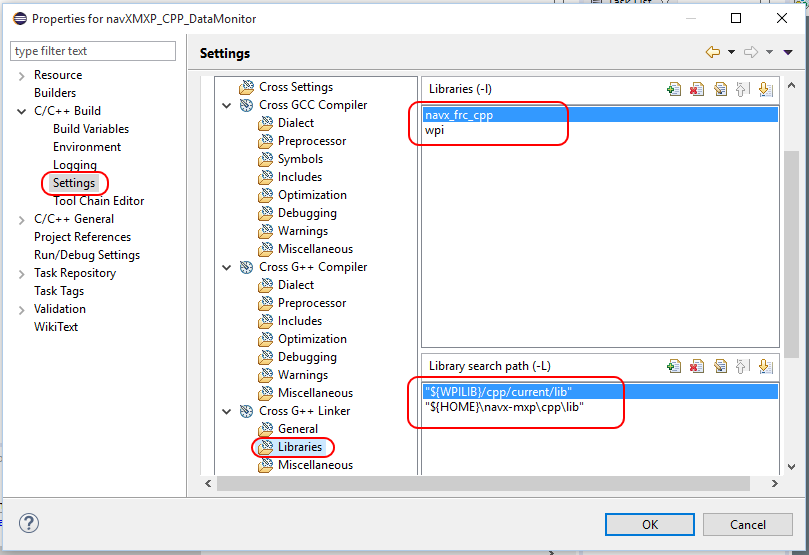 Task List
Properties for navXMXP_CPP_DataMonitor
type filter text
Resource
Builders
C/C++ Build
Build Variables
Environment
Logging
Settings
Tool Chain Editor
C/C++ General
Project References
Run/Debug Settings
Task Repository
Task Tags
Validation
WikiText
Settings
Cross Settings
Cross GCC Compiler
Dialect
Preprocessor
Symbols
Includes
Optimization
Debugging
Warnings
Miscellaneous
Cross G++ Compiler
Dialect
Preprocessor
Includes
Optimization
Debugging
Warnings
Miscellaneous
Cross G++ Linker
General
Libraries
Miscellaneous
Libraries (-l)
navx_frc_cpp
wpi
Library search path (-L)
"${WPILIB}/cpp/current/lib"
"${HOME}\navx-mxp\cpp\lib"
?
OK
Cancel